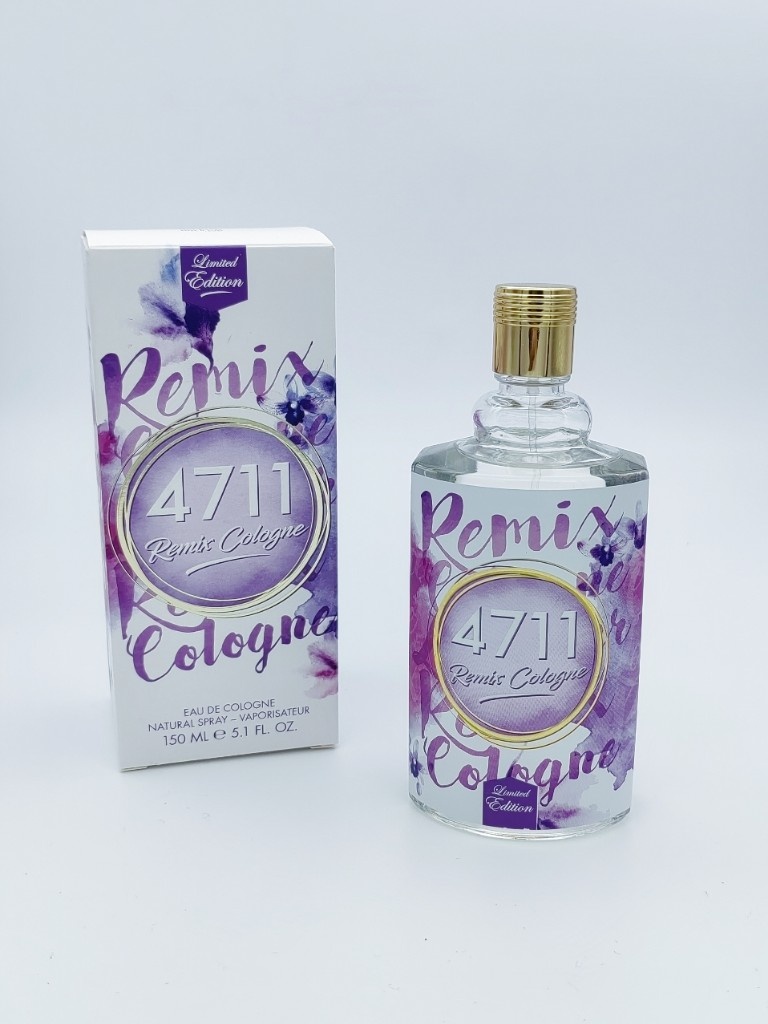 Limited
Edition
Remix
4711
Remix Cologne
Cologne
EAU DE COLOGNE
NATURAL SPRAY – VAPORISATEUR
150 ML ℮ 5.1 FL. OZ.
Remix
4711
Remix Cologne
Cologne
Limited
Edition